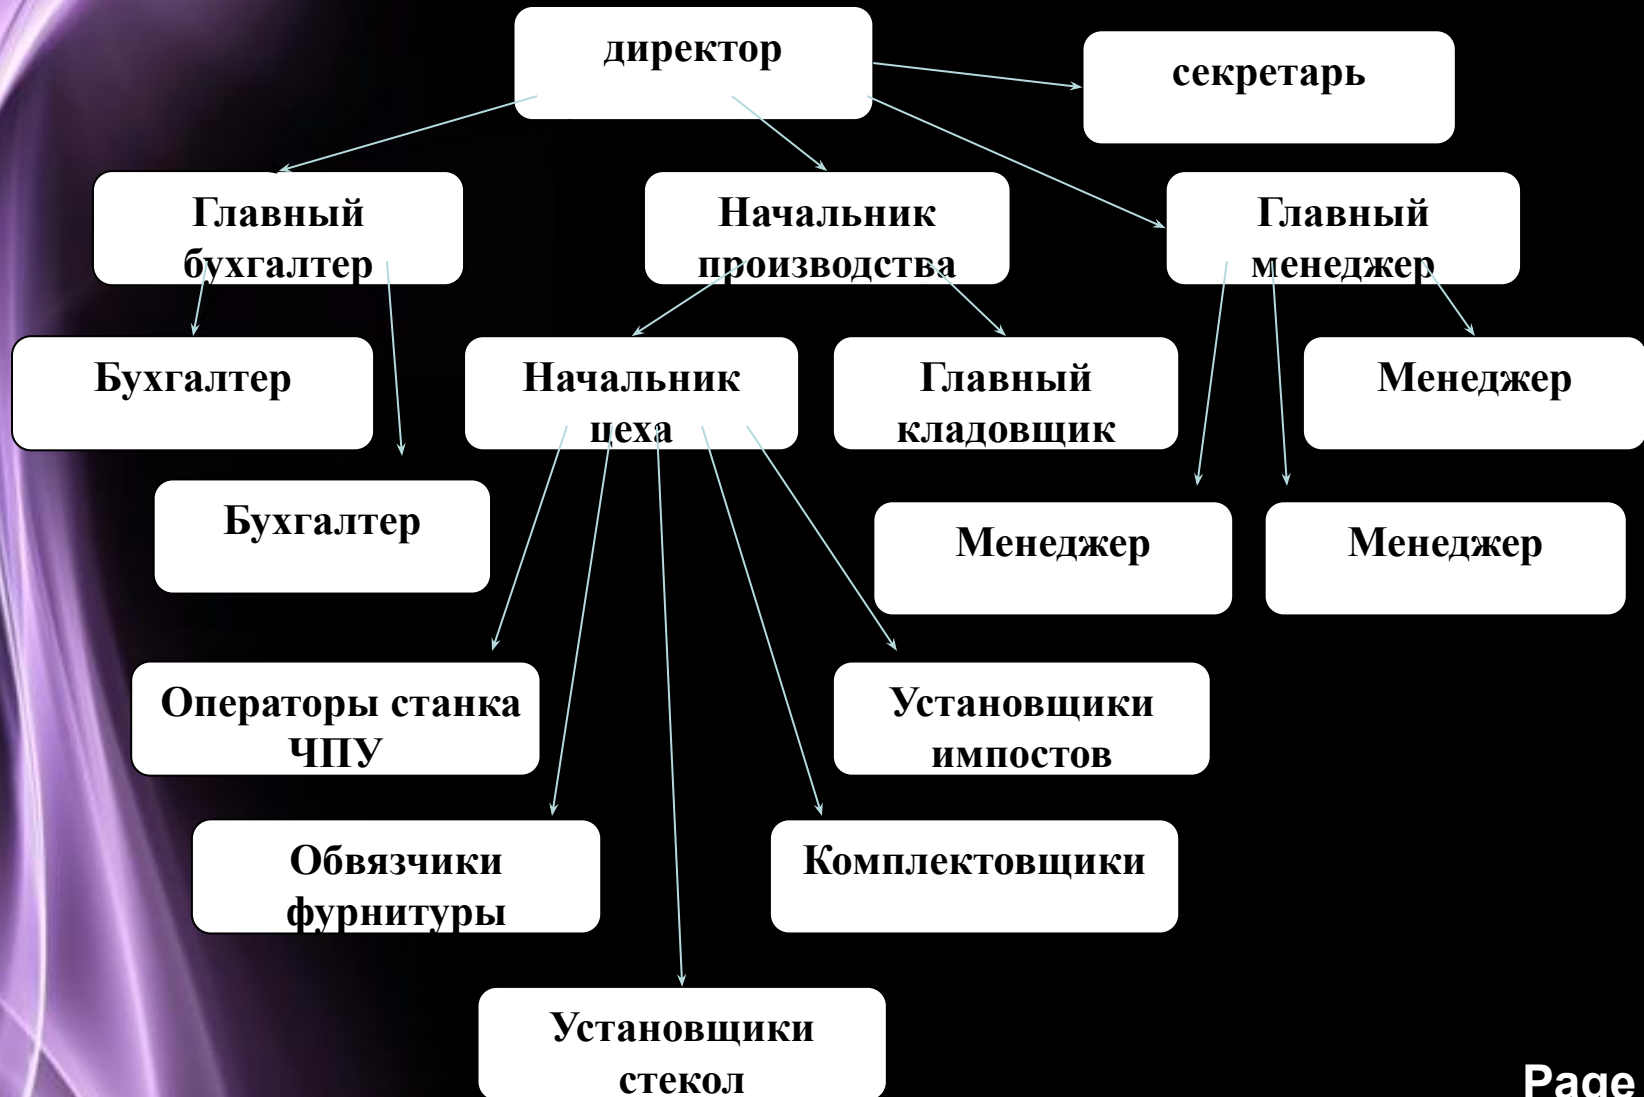 директор
секретарь
Главный
бухгалтер
Начальник
производства
Главный
менеджер
Бухгалтер
Начальник
цеха
Главный
кладовщик
Менеджер
Бухгалтер
Менеджер
Менеджер
Операторы станка
ЧПУ
Установщики
импостов
Обвязчики
фурнитуры
Комплектовщики
Установщики
стекол
Page